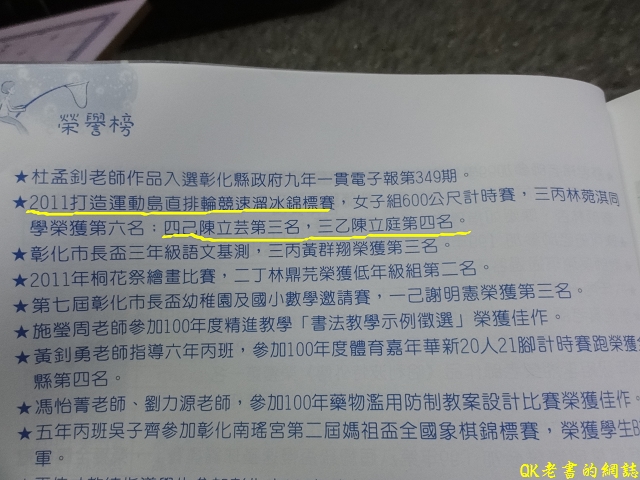 榮譽榜
★杜孟釗老師作品入選彰化縣政府九年一貫電子報第349期。
★2011打造運動島直排輪競速溜冰錦標賽，女子組600公尺計時賽，三丙林菀淇同
學榮獲第六名；四己陳立芸第三名，三乙陳立庭第四名。
★彰化市長盃三年級語文基測，三丙黃群翔榮獲第三名。
★2011年桐花祭繪畫比賽，二丁林鼎芫榮獲低年級組第二名。
★第七屆彰化市長盃幼稚園及國小數學邀請賽，一己謝明憲榮獲第三名。
★施瑩周老師參加100年度精進教學「書法教學示例徵選」榮獲佳作。
★黃釗勇老師指導六年丙班，參加100年度體育嘉年華新20人21腳計時賽跑榮獲全
縣第四名。
★馮怡菁老師、劉力源老師，參加100年藥物濫用防制教案設計比賽榮獲佳作。
★五年丙班吳子齊參加彰化南瑤宮第二屆媽祖盃全國象棋錦標賽，榮獲學生
軍。
QK老書的網誌